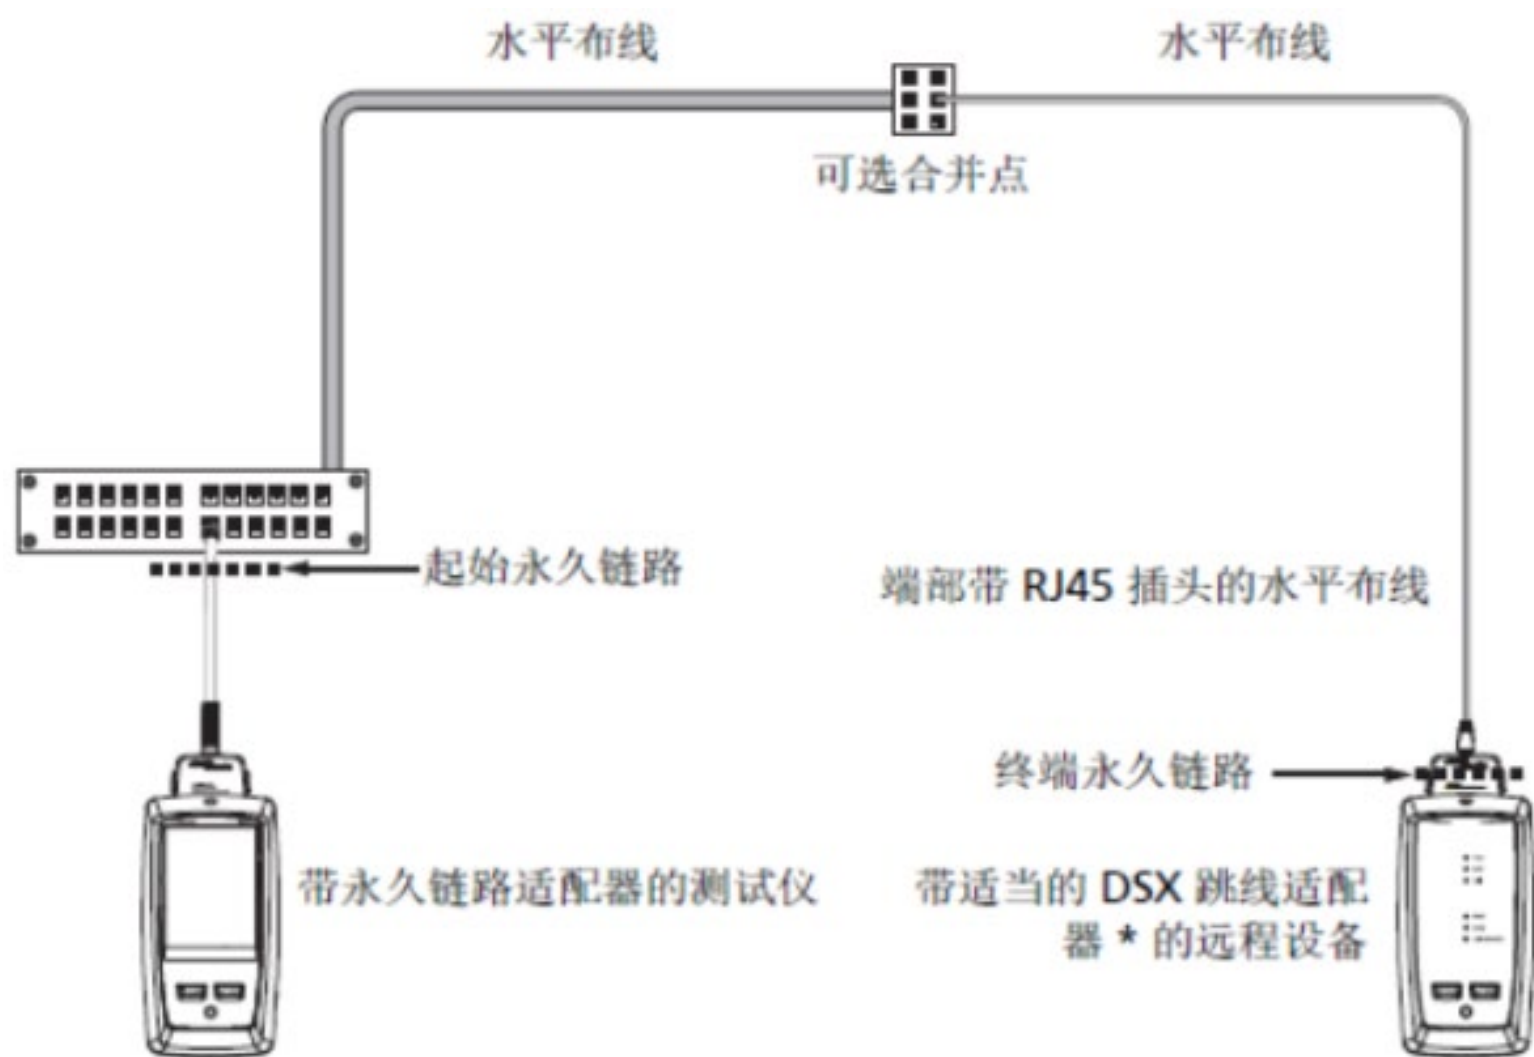 水平布线
水平布线
可选合并点
起始永久链路
端部带 RJ45 插头的水平布线
终端永久链路
带永久链路适配器的测试仪
带适当的 DSX 跳线适配
器 * 的远程设备